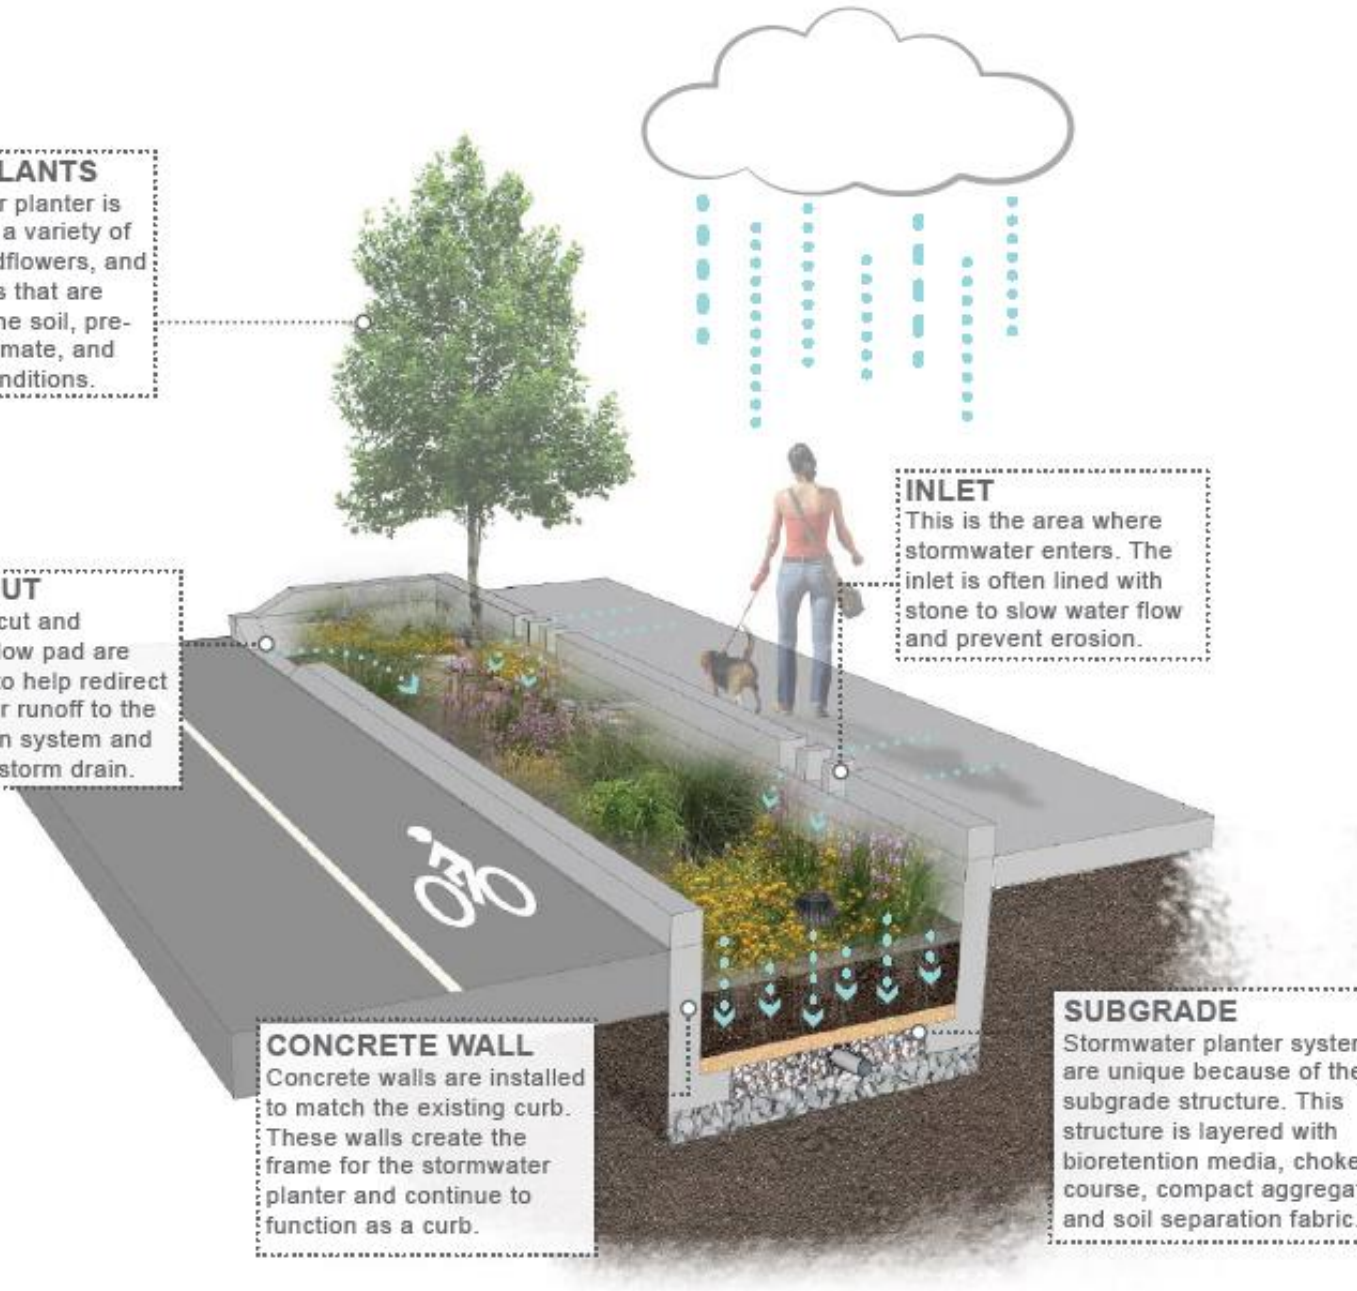 LANTS
r planter is
a variety of
dflowers, and
s that are
ne soil, pre-
mate, and
nditions.
INLET
This is the area where
stormwater enters. The
inlet is often lined with
stone to slow water flow
and prevent erosion.
UT
cut and
low pad are
to help redirect
r runoff to the
n system and
storm drain.
CONCRETE WALL
Concrete walls are installed
to match the existing curb.
These walls create the
frame for the stormwater
planter and continue to
function as a curb.
SUBGRADE
Stormwater planter system
are unique because of the
subgrade structure. This
structure is layered with
bioretention media, choke
course, compact aggrega
and soil separation fabric.